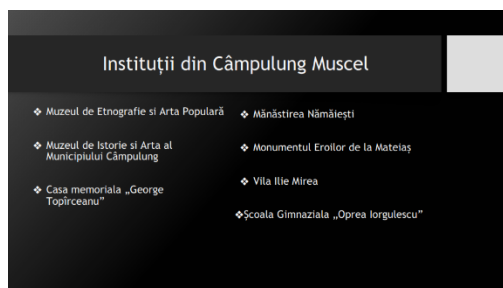 Instituții din Câmpulung Muscel
❖ Muzeul de Etnografie si Arta Populară
❖ Muzeul de Istorie si Arta al
Municipiului Câmpulung
❖ Casa memoriala „George
Topîrceanu”
❖ Mănăstirea Nămăiești
❖ Monumentul Eroilor de la Mateiaș
❖ Vila Ilie Mirea
❖Școala Gimnaziala „Oprea Iorgulescu”